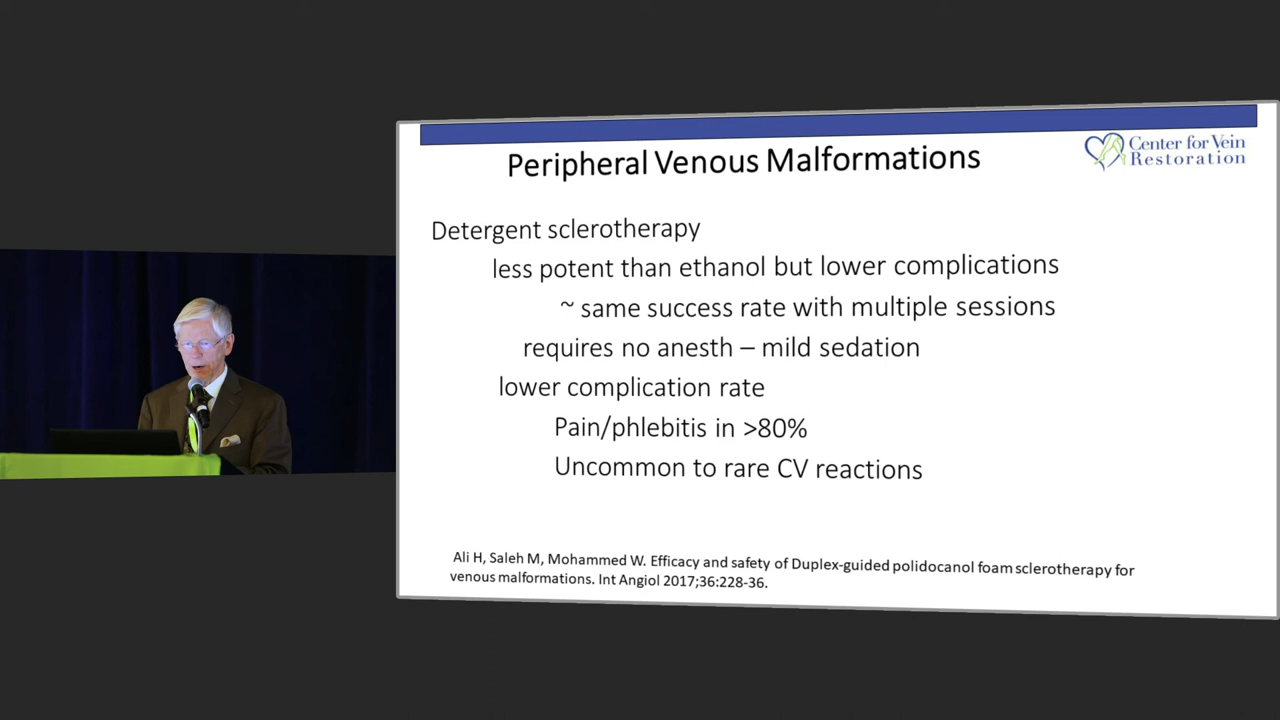 Peripheral Venous Malformations
Center for Vein
Restoration
Detergent sclerotherapy
less potent than ethanol but lower complications
~ same success rate with multiple sessions
requires no anesth – mild sedation
lower complication rate
Pain/phlebitis in >80%
Uncommon to rare CV reactions
Ali H, Saleh M, Mohammed W. Efficacy and safety of Duplex-guided polidocanol foam sclerotherapy for
venous malformations. Int Angiol 2017;36:228-36.